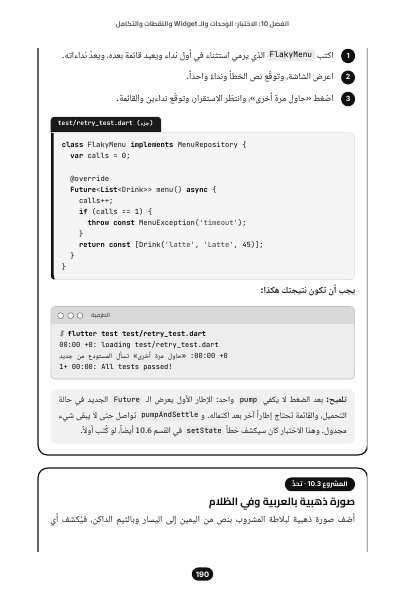 الفصل 10: الاختبار: الوحدات والـ Widget واللقطات والتكامل
1 اكتب FlakyMenu الذي يرمي استثناء في أول نداء ويعيد قائمة بعده، ويعدّ نداءاته.
2 اعرض الشاشة، وتوقّع نص الخطأ ونداءً واحداً.
3 اضغط «حاول مرة أخرى»، وانتظر الاستقرار، وتوقّع نداءين والقائمة.
test/retry_test.dart (جزء)
class FlakyMenu implements MenuRepository {
  var calls = 0;

  @override
  Future<List<Drink>> menu() async {
    calls++;
    if (calls == 1) {
      throw const MenuException('timeout');
    }
    return const [Drink('latte', 'Latte', 45)];
  }
}
يجب أن تكون نتيجتك هكذا:
الطرفية
$ flutter test test/retry_test.dart
00:00 +0: loading test/retry_test.dart
00:00 +0: «حاول مرة أخرى» تسأل المستودع من جديد
1+ 00:00: All tests passed!
تلميح: بعد الضغط لا يكفي pump واحد: الإطار الأول يعرض الـ Future الجديد في حالة
التحميل، والقائمة تحتاج إطاراً آخر بعد اكتماله. و pumpAndSettle تواصل حتى لا يبقى شيء
مجدول. وهذا الاختبار كان سيكشف خطأ setState في القسم 10.6 أيضاً، لو كُتب أولاً.
المشروع 10.3 · تحدٍّ
صورة ذهبية بالعربية وفي الظلام
أضف صورة ذهبية لبلاطة المشروب بنص من اليمين إلى اليسار وبالثيم الداكن، فيُكشف أي
190